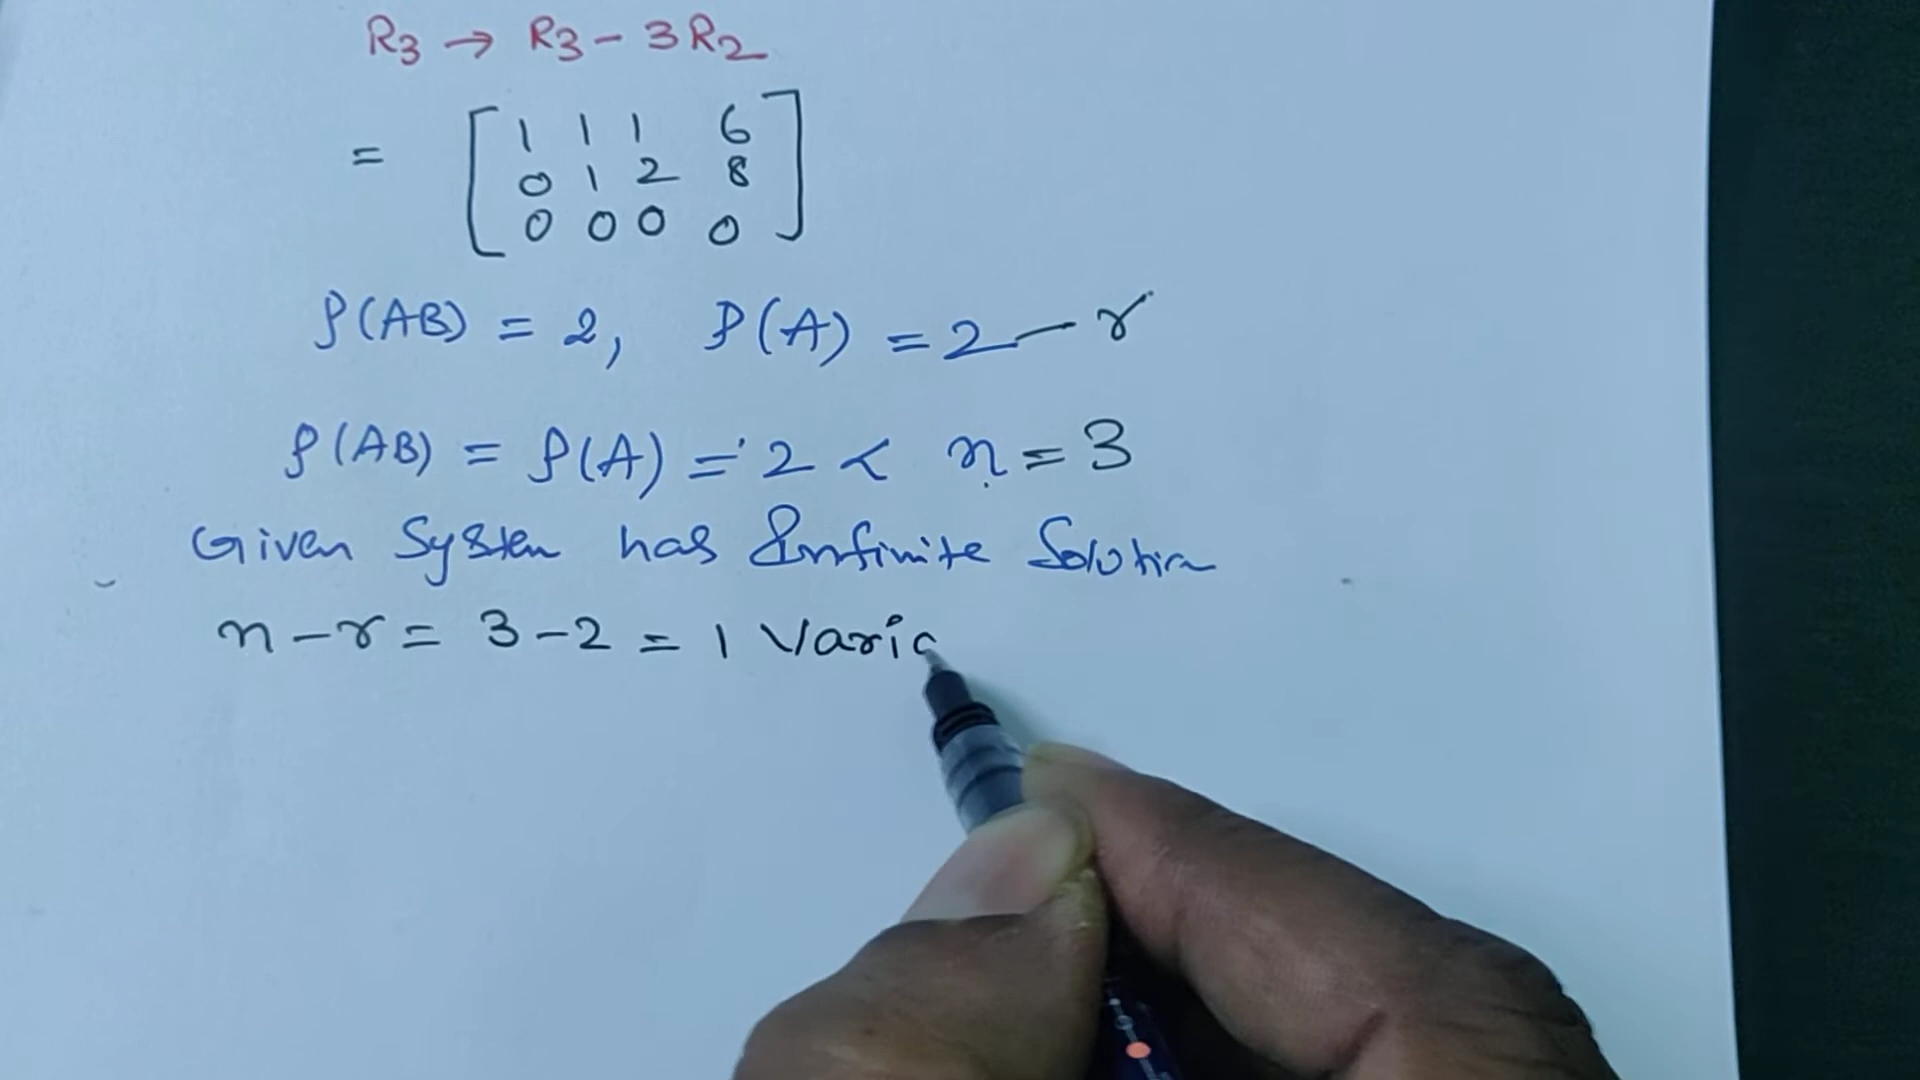 R3 → R3 - 3R2
= [ 1 1 1 6
0 1 2 8
0 0 0 0 ]
ρ(AB) = 2, ρ(A) = 2 — r
ρ(AB) = ρ(A) = 2 < n = 3
Given System has Infinite Solution
n - r = 3 - 2 = 1 Varia